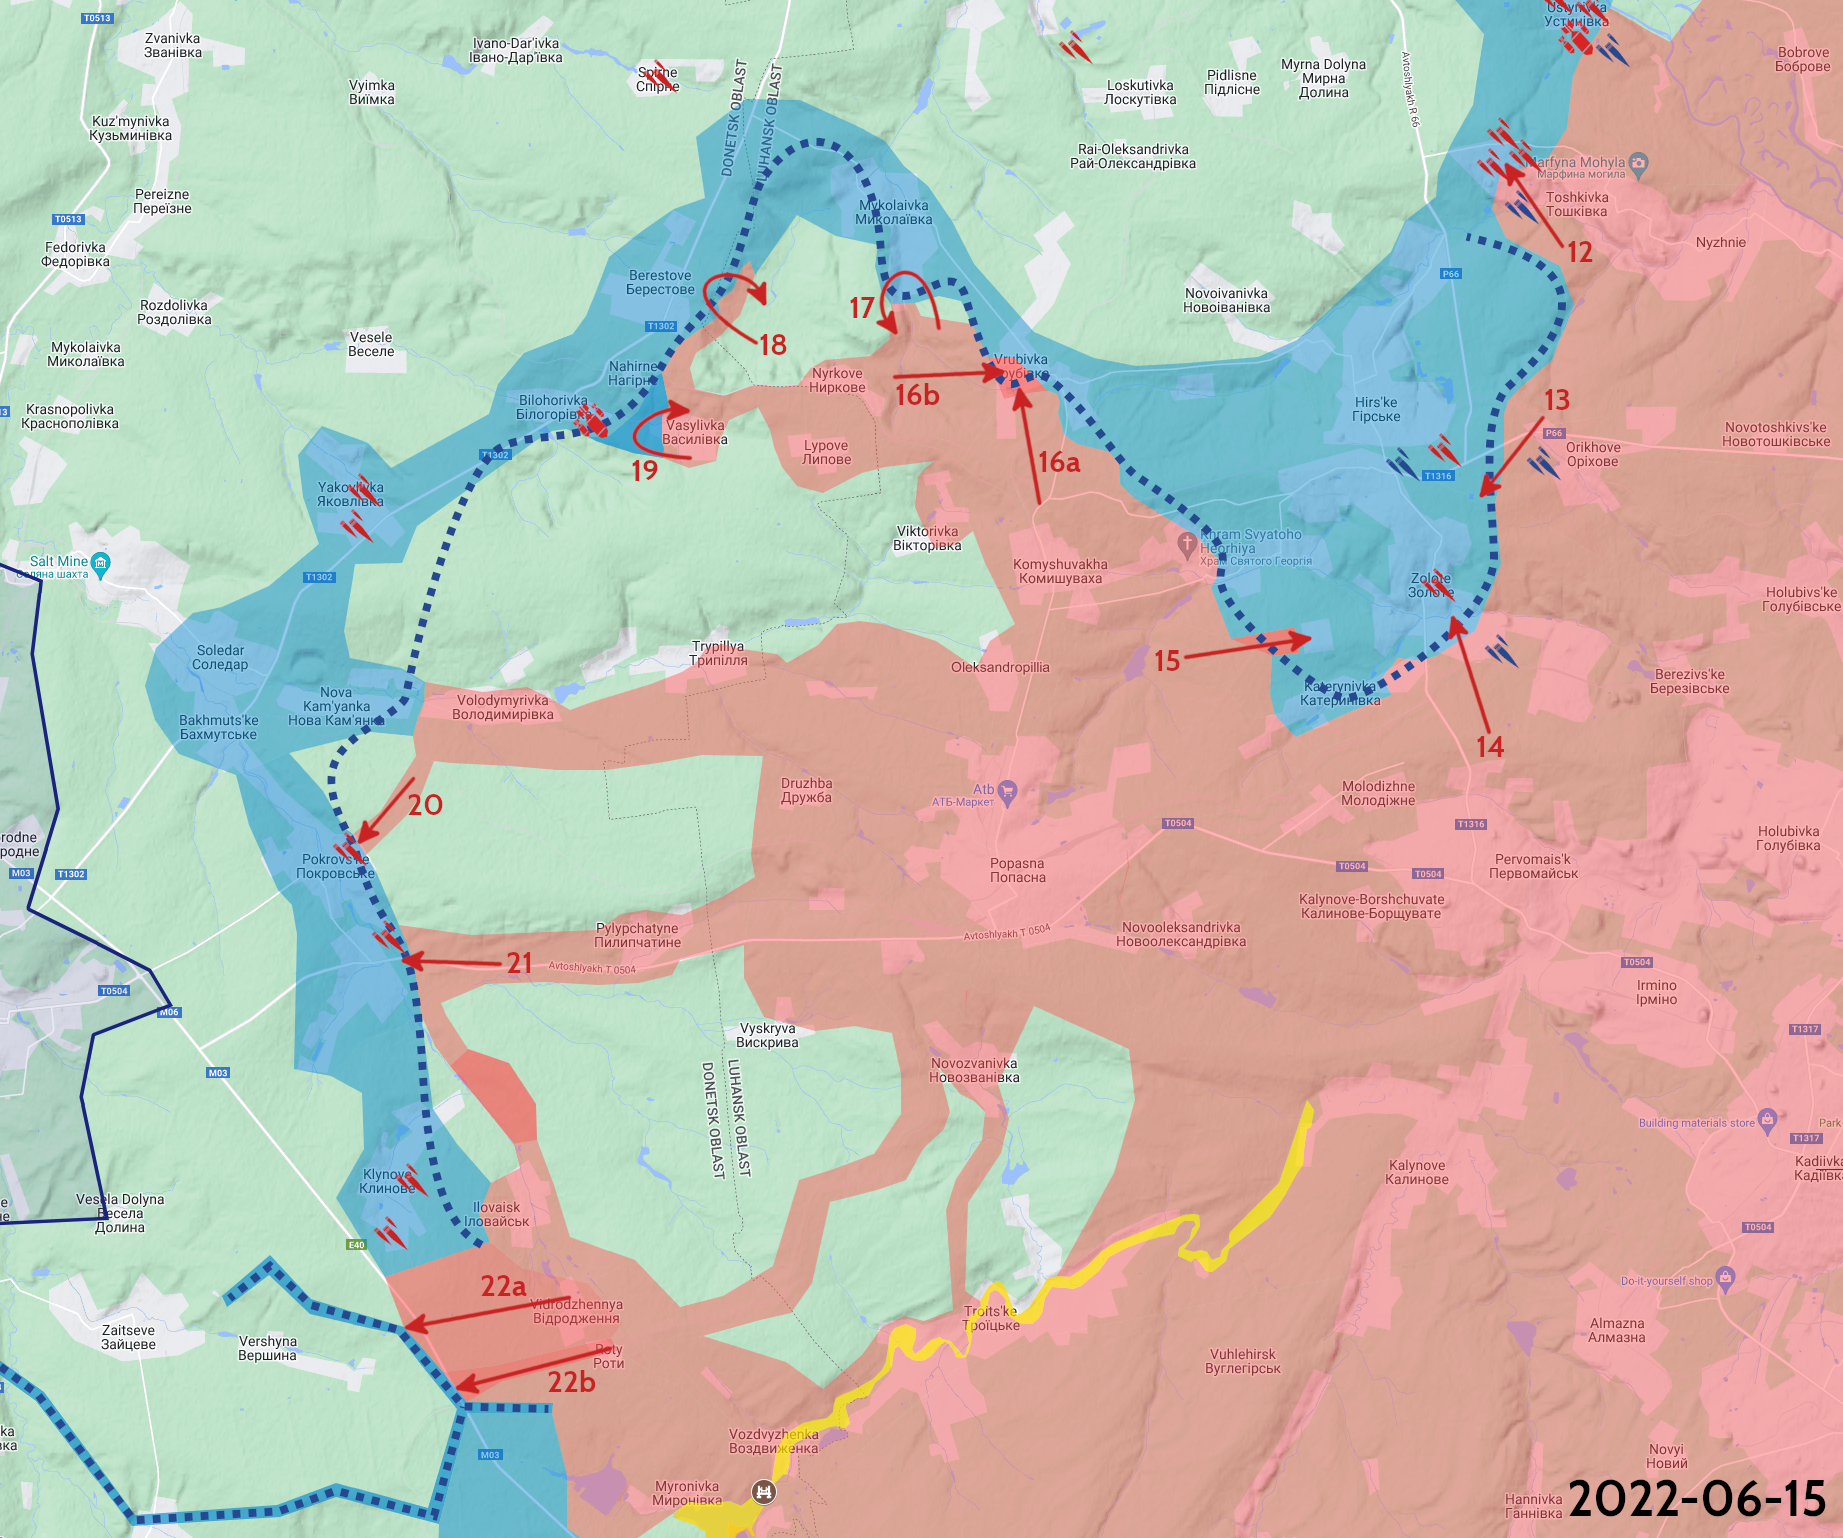 T0513
Zvanivka
Званівка
Ivano-Dar'ivka
Івано-Дар'ївка
Spirne
Спірне
Vyimka
Виїмка
Kuz'mynivka
Кузьминівка
DONETSK OBLAST
LUHANSK OBLAST
Loskutivka
Лоскутівка
Pidlisne
Підлісне
Myrna Dolyna
Мирна
Долина
Avtoshlyakh R 66
Ustynivka
Устинівка
Bobrove
Боброве
Rai-Oleksandrivka
Рай-Олександрівка
Marfyna Mohyla
Марфина могила
Toshkivka
Тошківка
12
Nyzhnie
Pereizne
Переїзне
T0513
Fedorivka
Федорівка
Mykolaivka
Миколаївка
Berestove
Берестове
P66
Rozdolivka
Роздолівка
T1302
17
18
Novoivanivka
Новоіванівка
Mykolaivka
Миколаївка
Vesele
Веселе
Nahirne
Нагірне
Nyrkove
Ниркове
16b
Vrubivka
Krasnopolivka
Краснополівка
Bilohorivka
Білогорівка
Vasylivka
Василівка
19
Lypove
Липове
16a
Hirs'ke
Гірське
13
P66
Orikhove
Оріхове
Novotoshkivs'ke
Новотошківське
T1302
T1316
Yakovlivka
Яковлівка
Viktorivka
Вікторівка
Khram Svyatoho
Heorhiya
Храм Святого Георгія
Salt Mine
Соляна шахта
T1302
Komyshuvakha
Комишуваха
Zolote
Золоте
Holubivs'ke
Голубівське
Soledar
Соледар
Trypillya
Трипілля
Oleksandropillia
15
Katerynivka
Катеринівка
Berezivs'ke
Березівське
Nova
Kam'yanka
Нова Кам'янка
Volodymyrivka
Володимирівка
Bakhmuts'ke
Бахмутське
14
20
Druzhba
Дружба
Atb
АТБ-Маркет
Molodizhne
Молодіжне
T0504
T1316
Holubivka
Голубівка
rodne
родне
M03
T1302
Pokrovs'ke
Покровське
Popasna
Попасна
T0504
T0504
Pervomais'k
Первомайськ
Kalynove-Borshchuvate
Калинове-Борщувате
Pylypchatyne
Пилипчатине
Avtoshlyakh T 0504
Novooleksandrivka
Новоолександрівка
21
Avtoshlyakh T 0504
T0504
T0504
M06
Irmino
Ірміно
Vyskryva
Вискрива
T1317
M03
DONETSK OBLAST
LUHANSK OBLAST
Novozvanivka
Новозванівка
Building materials store
T1317
Park
Klynove
Клинове
Kalynove
Калинове
Kadiivka
Кадіївка
Vesela Dolyna
Весела
Долина
Ilovaisk
Іловайськ
E40
T0504
22a
Vidrodzhennya
Відродження
Do-it-yourself shop
Troits'ke
Троїцьке
Zaitseve
Зайцеве
Vershyna
Вершина
Roty
Роти
22b
Vuhlehirsk
Вуглегірськ
Almazna
Алмазна
M03
Vozdvyzhenka
Воздвиженка
Novyi
Новий
Myronivka
Миронівка
Hannivka
Ганнівка
2022-06-15